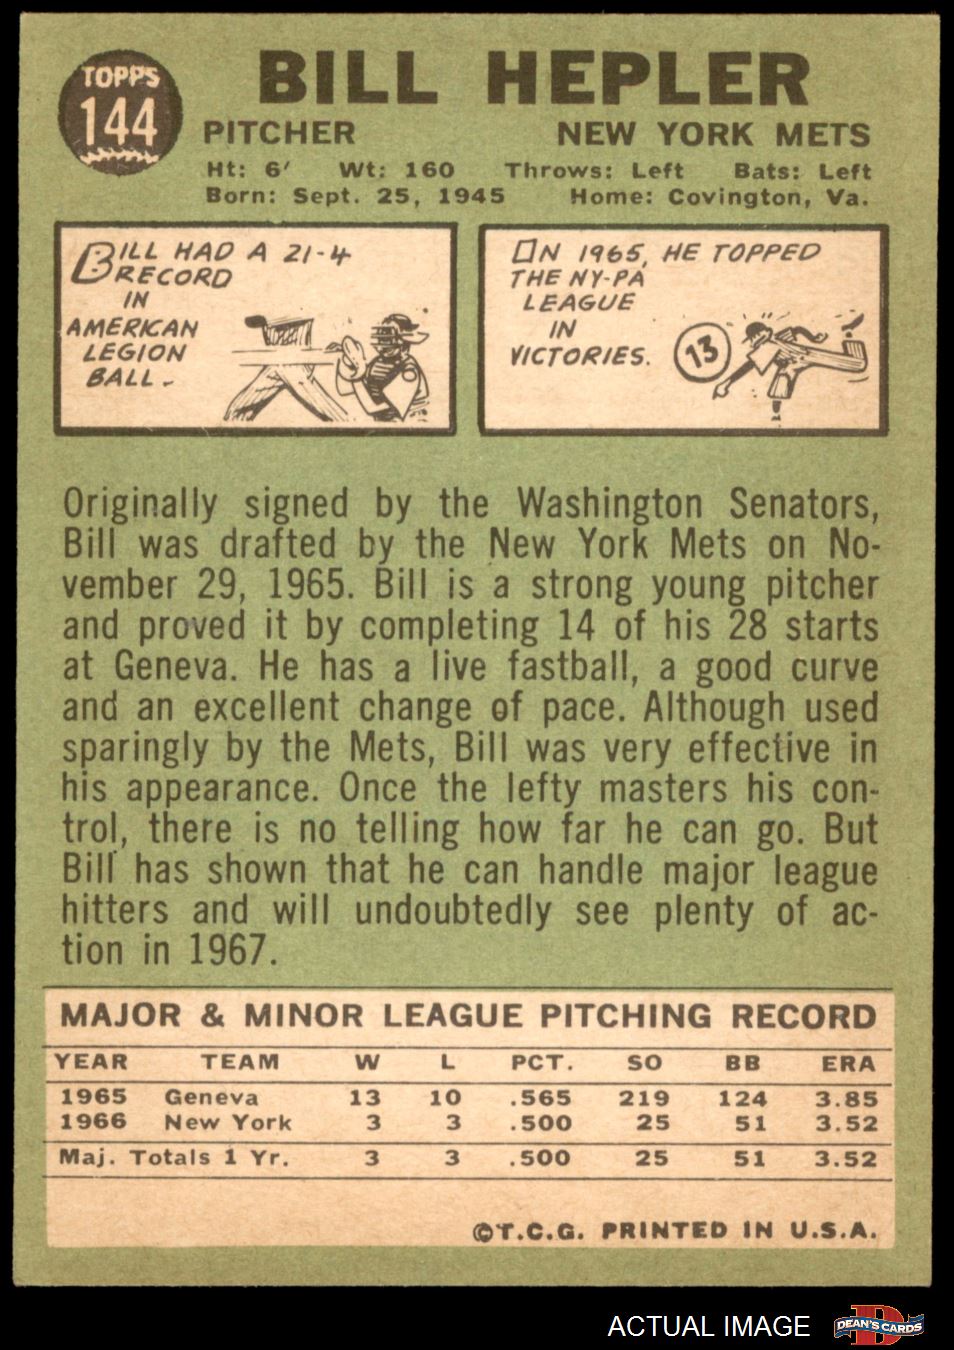 TOPPS
144
BILL HEPLER
PITCHER NEW YORK METS
Ht: 6' Wt: 160 Throws: Left Bats: Left
Born: Sept. 25, 1945 Home: Covington, Va.
BILL HAD A 21-4
RECORD
IN
AMERICAN
LEGION
BALL.
IN 1965, HE TOPPED
THE NY-PA
LEAGUE
IN
VICTORIES.
13
Originally signed by the Washington Senators,
Bill was drafted by the New York Mets on No-
vember 29, 1965. Bill is a strong young pitcher
and proved it by completing 14 of his 28 starts
at Geneva. He has a live fastball, a good curve
and an excellent change of pace. Although used
sparingly by the Mets, Bill was very effective in
his appearance. Once the lefty masters his con-
trol, there is no telling how far he can go. But
Bill has shown that he can handle major league
hitters and will undoubtedly see plenty of ac-
tion in 1967.
MAJOR & MINOR LEAGUE PITCHING RECORD
YEAR TEAM W L PCT. SO BB ERA
1965 Geneva 13 10 .565 219 124 3.85
1966 New York 3 3 .500 25 51 3.52
Maj. Totals 1 Yr. 3 3 .500 25 51 3.52
©T.C.G. PRINTED IN U.S.A.
ACTUAL IMAGE
D
DEAN'S CARDS